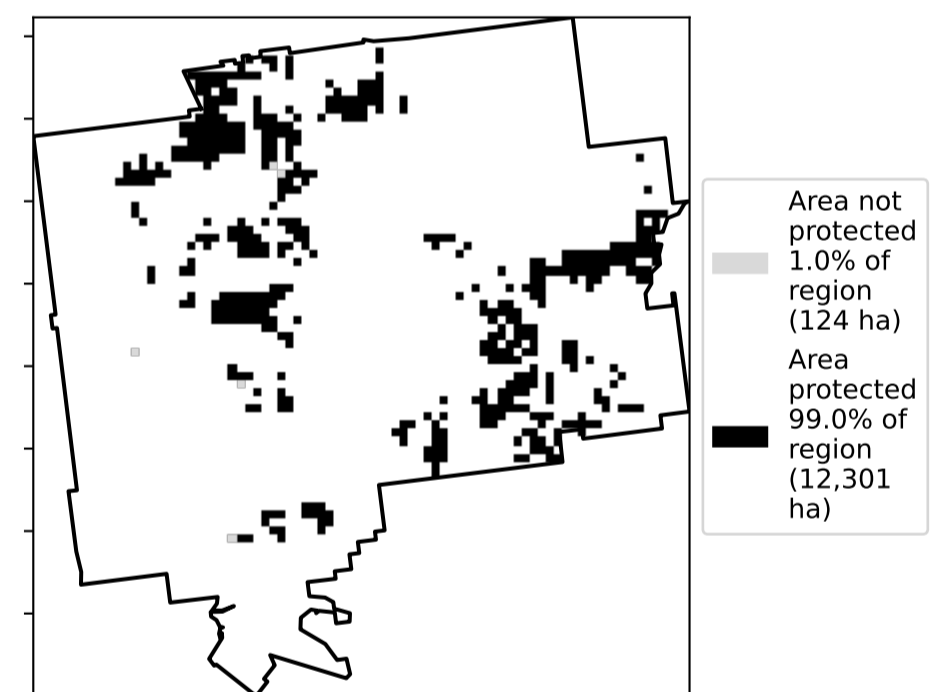 Area not
protected
1.0% of
region
(124 ha)
Area
protected
99.0% of
region
(12,301
ha)